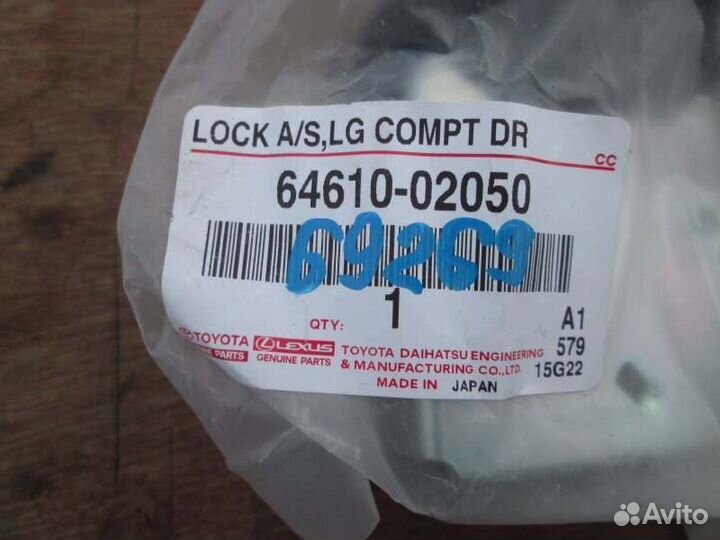 LOCK A/S,LG COMPT DR
CC
64610-02050
69269
QTY: 1
A1
TOYOTA LEXUS TOYOTA DAIHATSU ENGINEERING 579
PARTS GENUINE PARTS & MANUFACTURING CO.,LTD. 15G22
MADE IN JAPAN
Avito